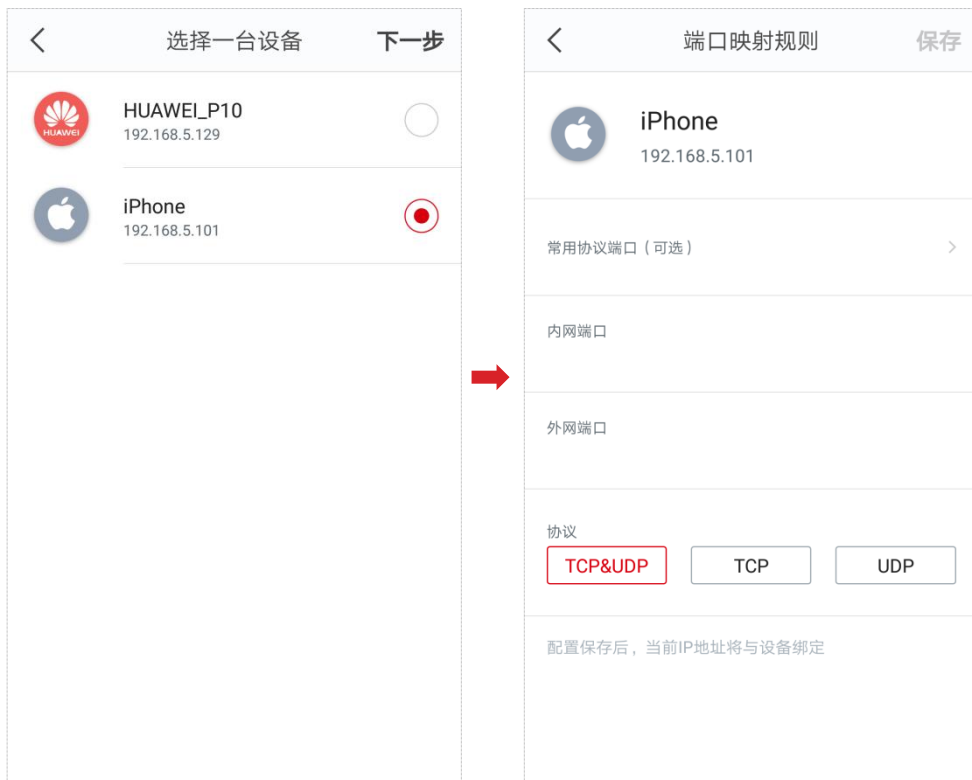 选择一台设备
下一步
HUAWEI_P10
192.168.5.129
HUAWEI
iPhone
192.168.5.101
端口映射规则
保存
iPhone
192.168.5.101
常用协议端口（可选）
内网端口
外网端口
协议
TCP&UDP
TCP
UDP
配置保存后，当前IP地址将与设备绑定